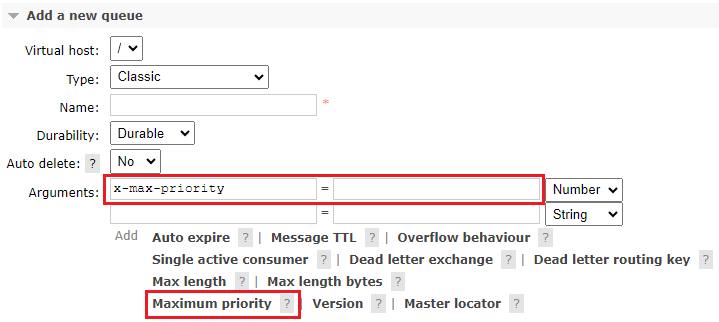 Add a new queue
Virtual host: /
Type: Classic
Name: *
Durability: Durable
Auto delete: ? No
Arguments: x-max-priority = Number
= String
Add Auto expire ? | Message TTL ? | Overflow behaviour ?
Single active consumer ? | Dead letter exchange ? | Dead letter routing key ?
Max length ? | Max length bytes ?
Maximum priority ? | Version ? | Master locator ?